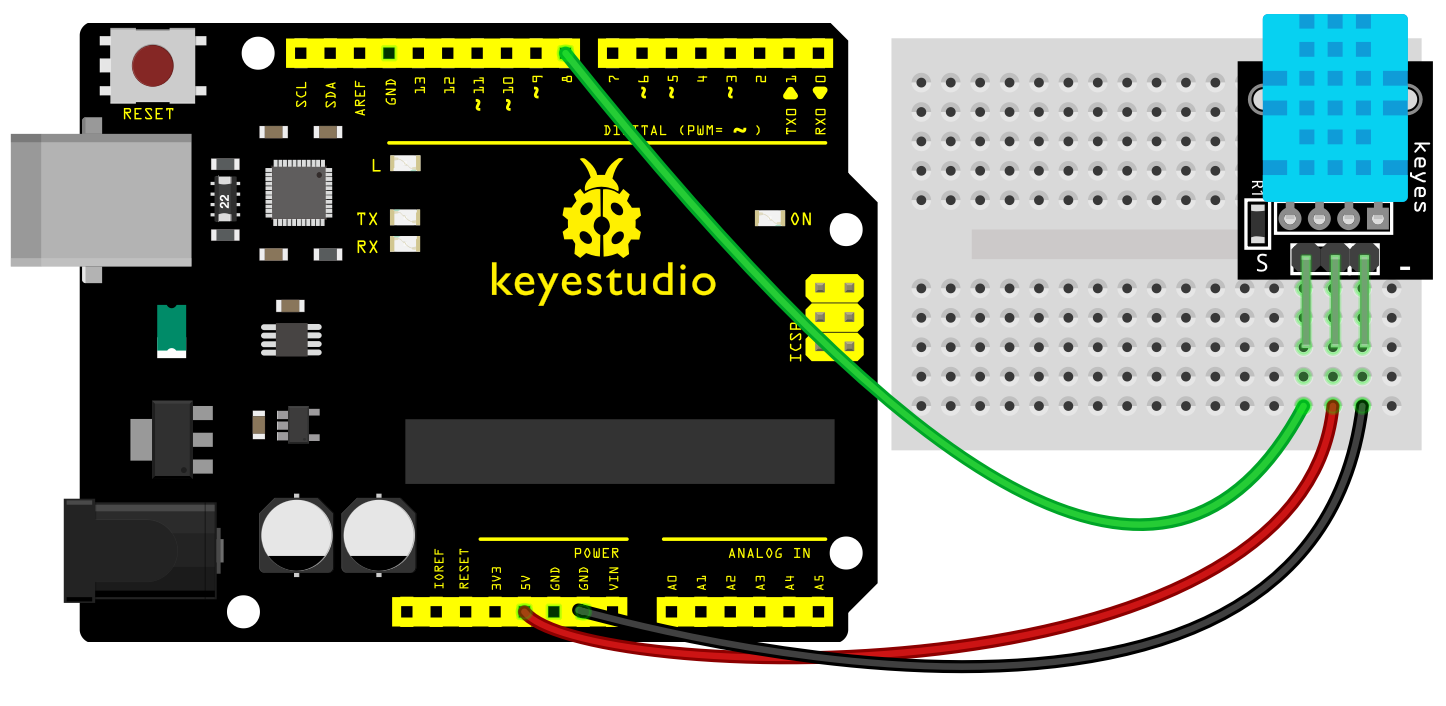 RESET
SCL
SDA
AREF
GND
13
12
~11
~10
~9
8
7
~6
~5
4
~3
2
TX0 1
RX0 0
DIGITAL (PWM= ~ )
L
TX
RX
22
ON
keyestudio
ICSP
keyes
S
-
POWER
ANALOG IN
IOREF
RESET
3V3
5V
GND
GND
VIN
A0
A1
A2
A3
A4
A5